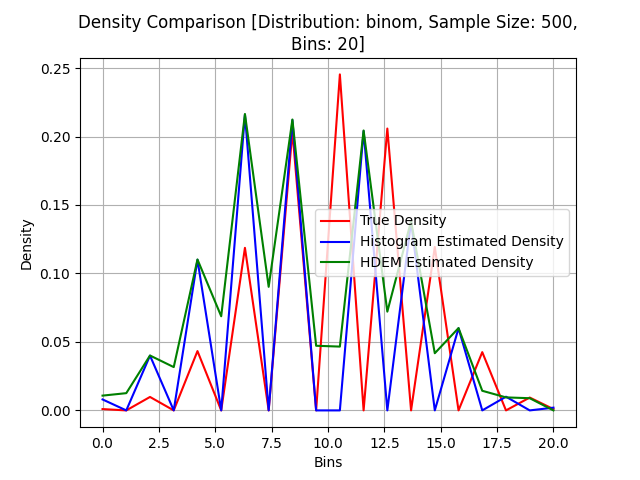 Density Comparison [Distribution: binom, Sample Size: 500,
Bins: 20]
0.25
0.20
0.15
0.10
0.05
0.00
Density
True Density
Histogram Estimated Density
HDEM Estimated Density
0.0 2.5 5.0 7.5 10.0 12.5 15.0 17.5 20.0
Bins